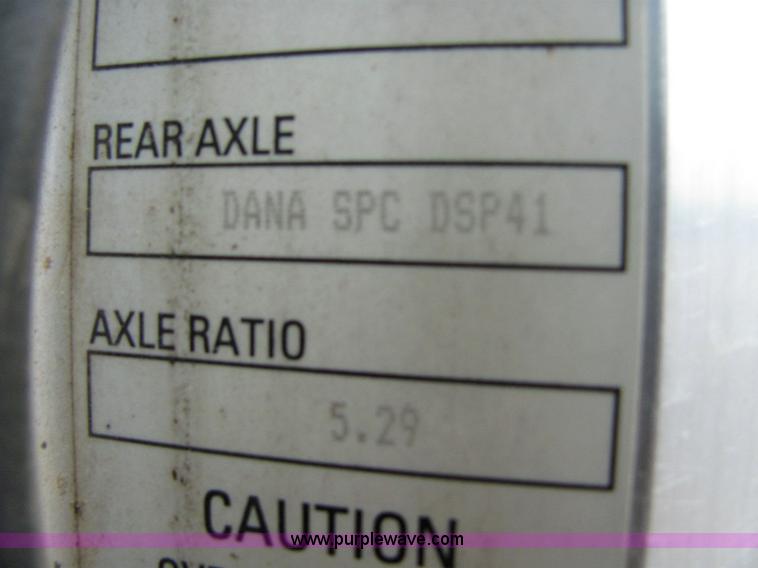 REAR AXLE
DANA SPC DSP41
AXLE RATIO
5.29
CAUTION
www.purplewave.com